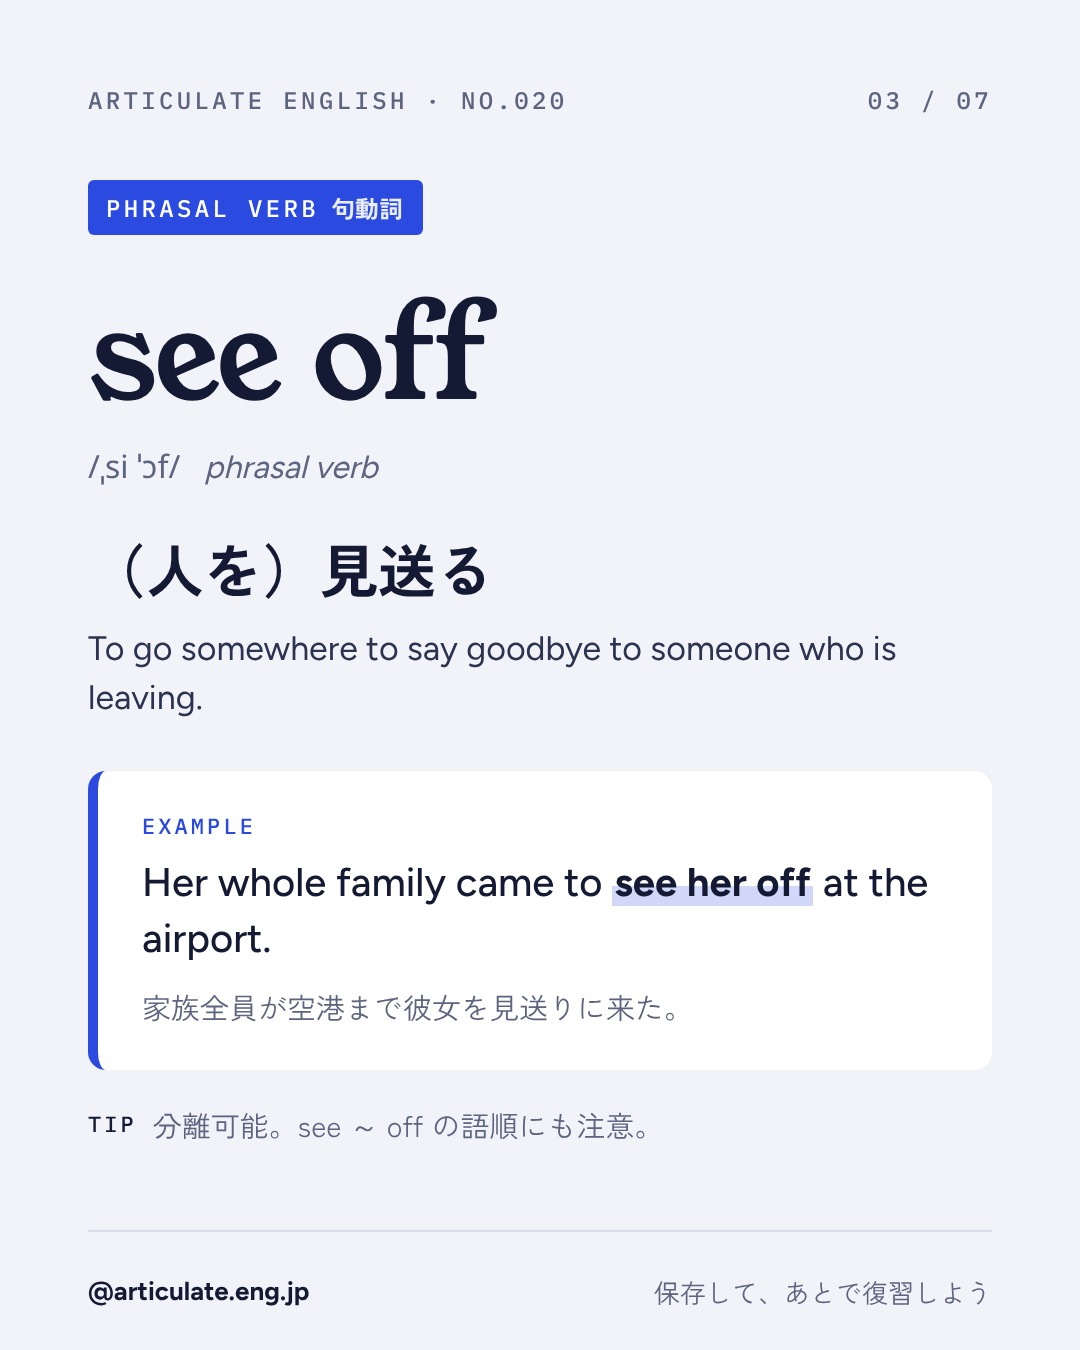 ARTICULATE ENGLISH · NO.020
03 / 07
PHRASAL VERB 句動詞
see off
/ˌsi ˈɔf/ phrasal verb
（人を）見送る
To go somewhere to say goodbye to someone who is
leaving.
EXAMPLE
Her whole family came to see her off at the
airport.
家族全員が空港まで彼女を見送りに来た。
TIP 分離可能。see ～ off の語順にも注意。
@articulate.eng.jp
保存して、あとで復習しよう